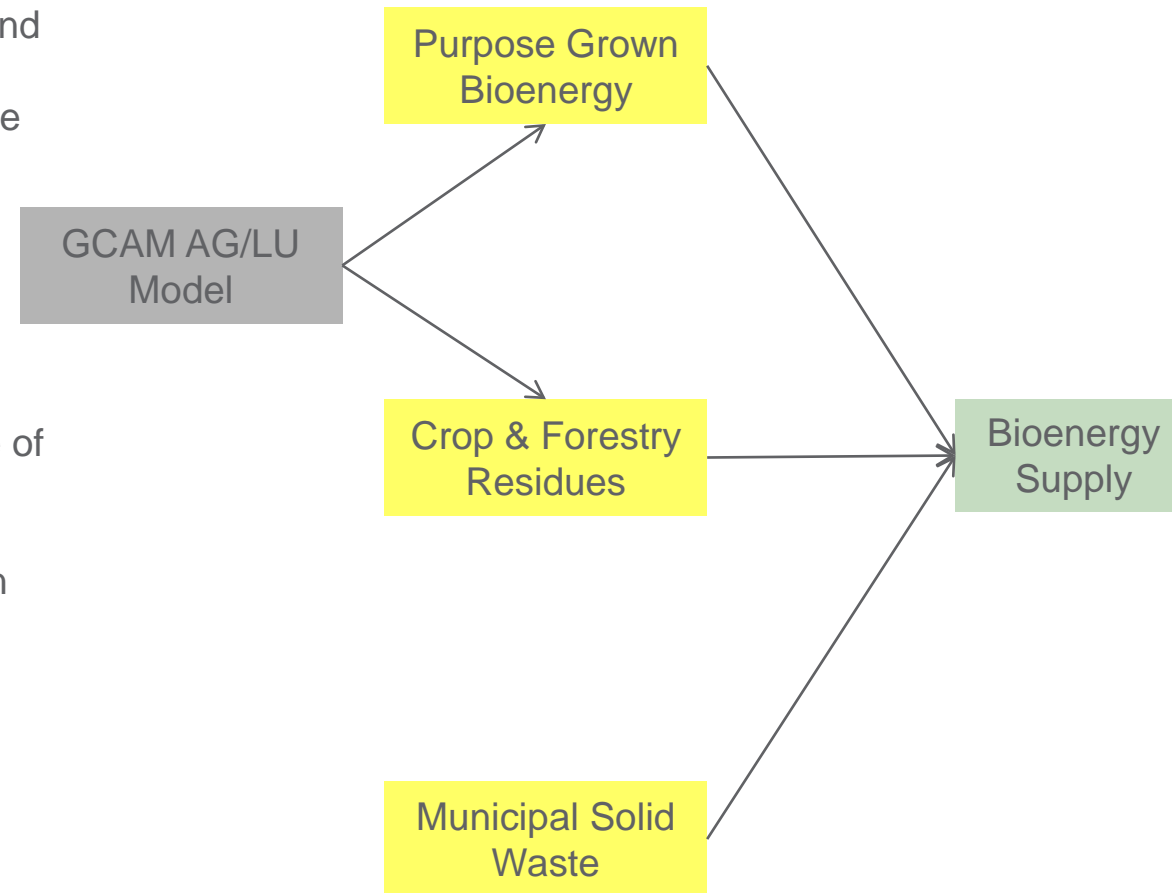 nd
e
of
n
Purpose Grown
Bioenergy
GCAM AG/LU
Model
Crop & Forestry
Residues
Bioenergy
Supply
Municipal Solid
Waste